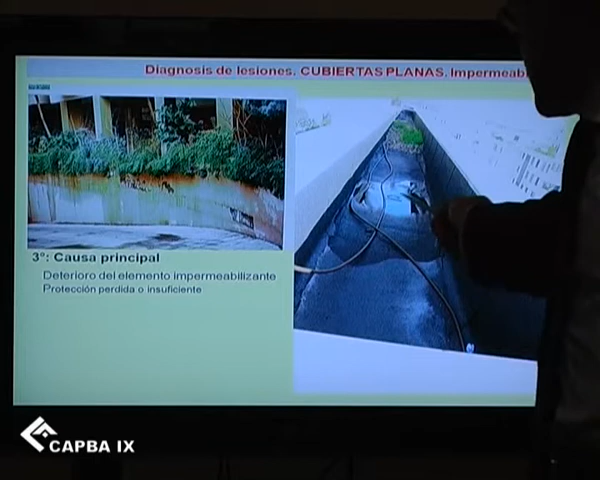 Diagnosis de lesiones. CUBIERTAS PLANAS. Impermeab
3º: Causa principal
Deterioro del elemento impermeabilizante
Protección perdida o insuficiente
CAPBA IX